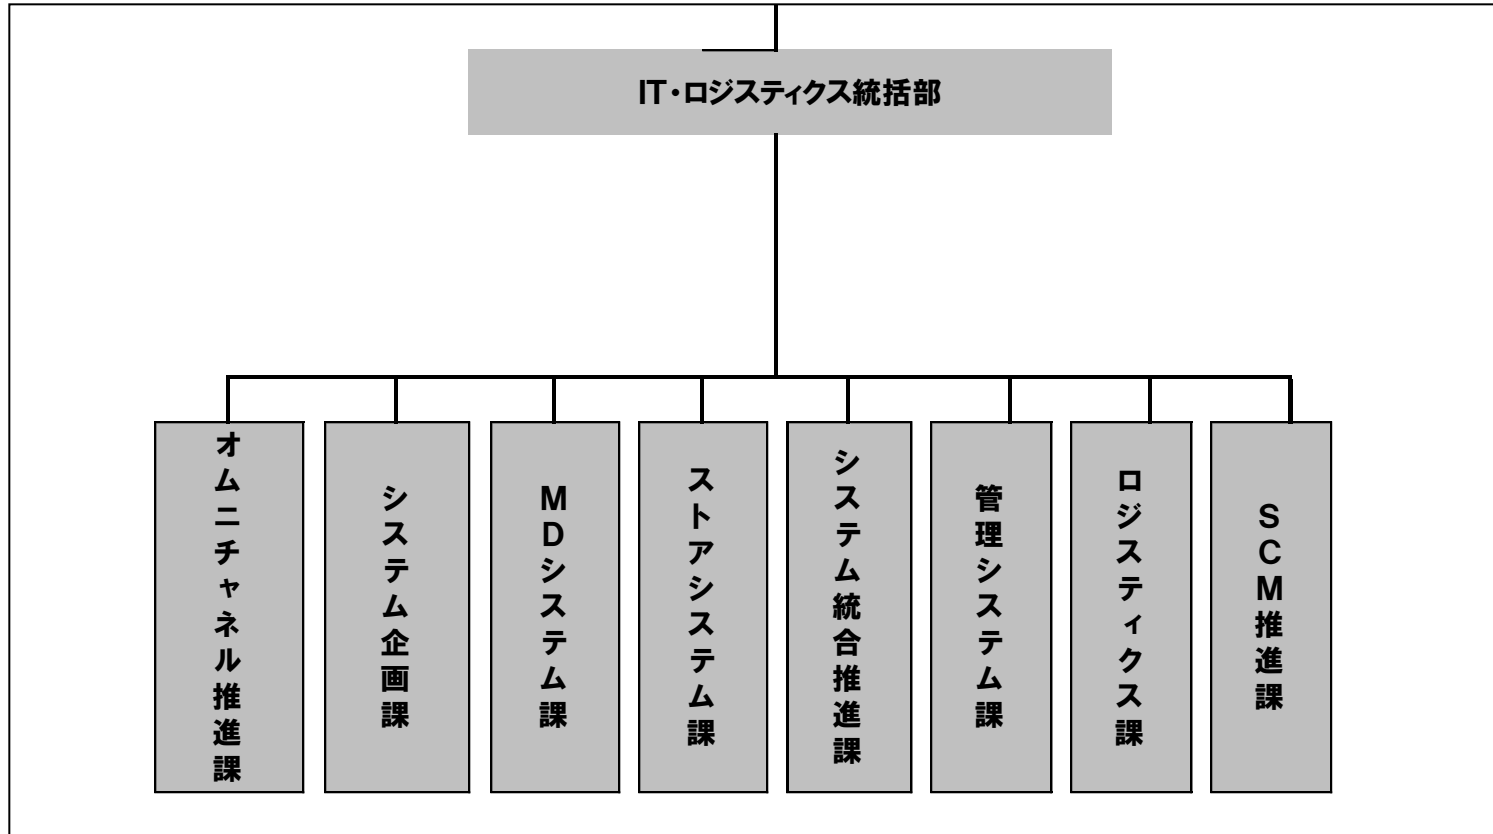 IT・ロジスティクス統括部
オムニチャネル推進課
システム企画課
MDシステム課
ストアシステム課
システム統合推進課
管理システム課
ロジスティクス課
SCM推進課